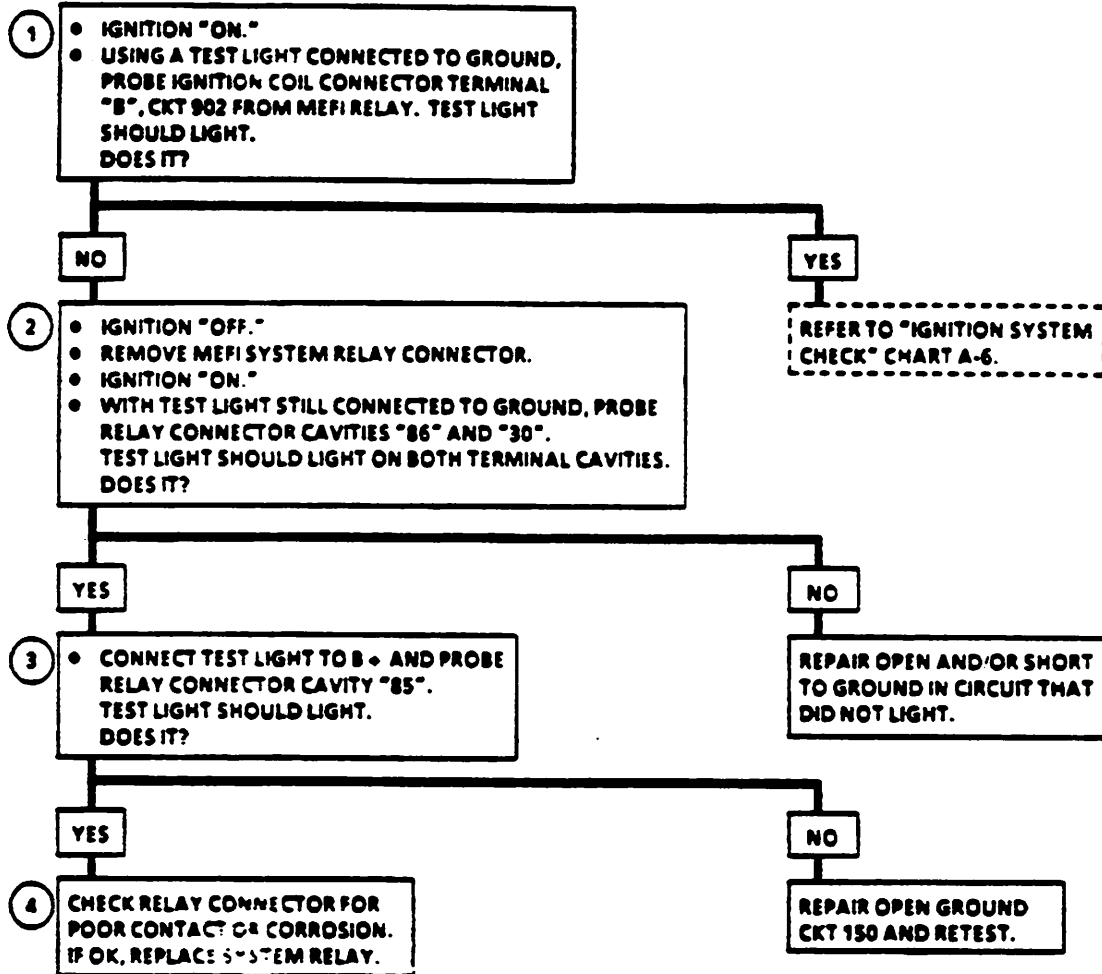 1
● IGNITION "ON."
● USING A TEST LIGHT CONNECTED TO GROUND,
PROBE IGNITION COIL CONNECTOR TERMINAL
"B", CKT 902 FROM MEFI RELAY. TEST LIGHT
SHOULD LIGHT.
DOES IT?
NO
YES
2
● IGNITION "OFF."
● REMOVE MEFI SYSTEM RELAY CONNECTOR.
● IGNITION "ON."
● WITH TEST LIGHT STILL CONNECTED TO GROUND, PROBE
RELAY CONNECTOR CAVITIES "86" AND "30".
TEST LIGHT SHOULD LIGHT ON BOTH TERMINAL CAVITIES.
DOES IT?
REFER TO "IGNITION SYSTEM
CHECK" CHART A-6.
YES
NO
3
● CONNECT TEST LIGHT TO B+ AND PROBE
RELAY CONNECTOR CAVITY "85".
TEST LIGHT SHOULD LIGHT.
DOES IT?
REPAIR OPEN AND/OR SHORT
TO GROUND IN CIRCUIT THAT
DID NOT LIGHT.
YES
NO
4
CHECK RELAY CONNECTOR FOR
POOR CONTACT OR CORROSION.
IF OK, REPLACE SYSTEM RELAY.
REPAIR OPEN GROUND
CKT 150 AND RETEST.